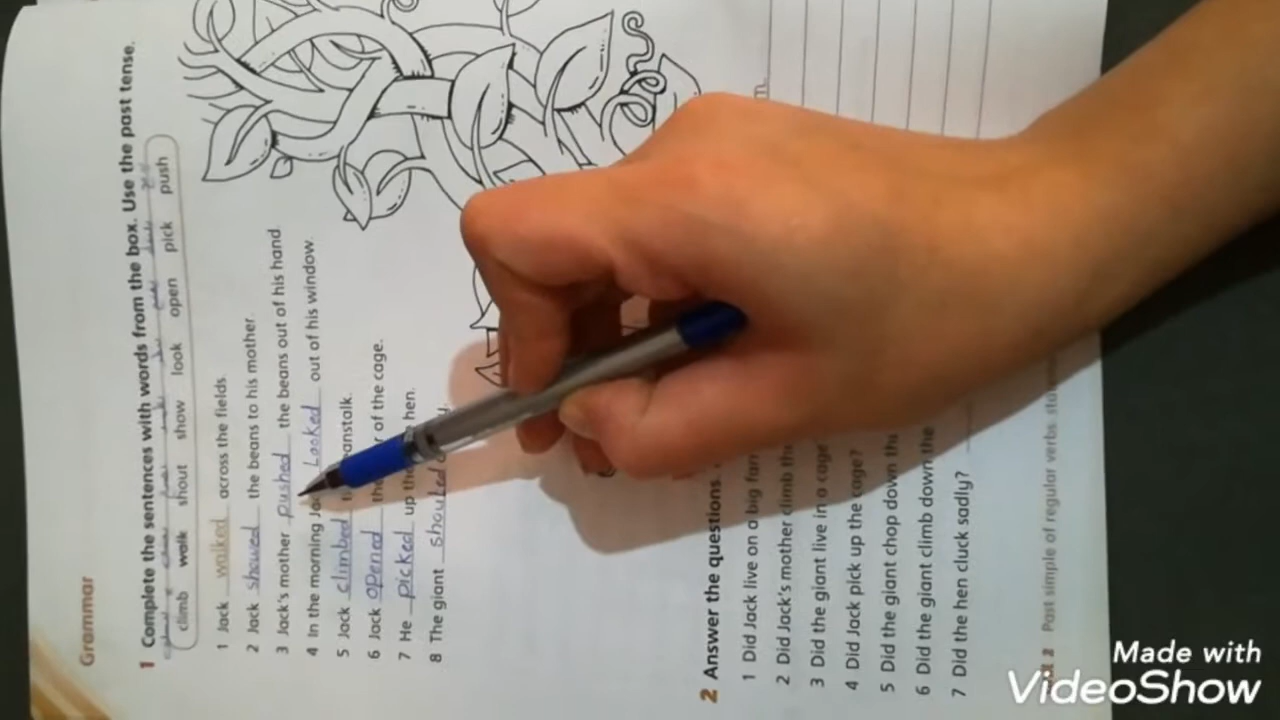 Grammar
1 Complete the sentences with words from the box. Use the past tense.
climb walk shout show look open pick push
1 Jack walked across the fields.
2 Jack showed the beans to his mother.
3 Jack's mother pushed the beans out of his hand
4 In the morning Looked out of his window.
5 Jack climbed
6 Jack opened of the cage.
7 He picked up hen.
8 The giant shouted
2 Answer the questions.
1 Did Jack live on a big
2 Did Jack's mother climb
3 Did the giant live in a cage
4 Did Jack pick up the cage?
5 Did the giant chop down
6 Did the giant climb down the
7 Did the hen cluck sadly?
Past simple of regular verbs:
Made with
VideoShow